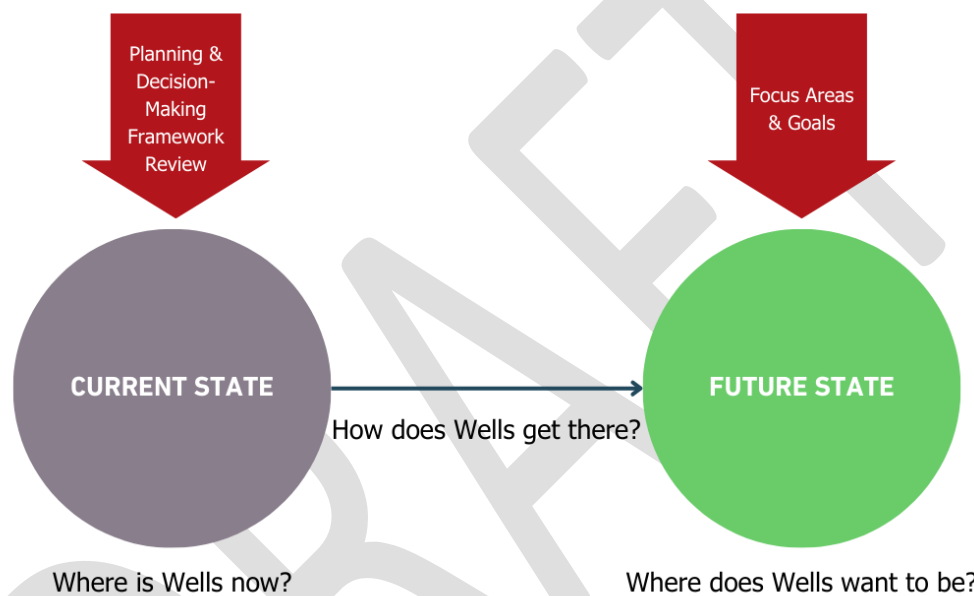 Planning &
Decision-
Making
Framework
Review
Focus Areas
& Goals
CURRENT STATE
FUTURE STATE
How does Wells get there?
Where is Wells now?
Where does Wells want to be?
DRAFT